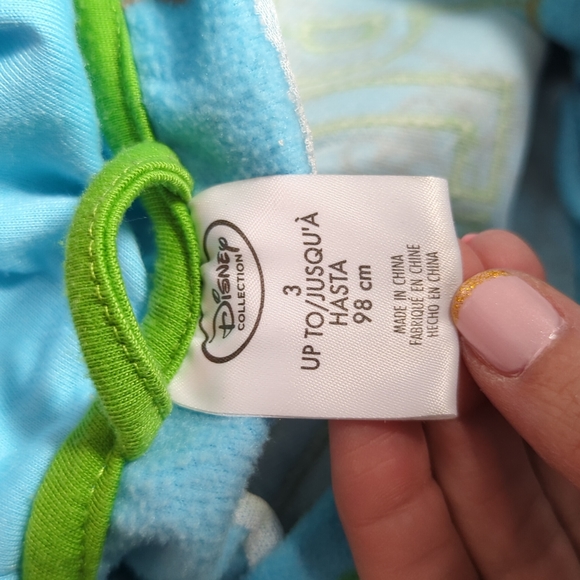 Disney
COLLECTION
3
UP TO/JUSQU'À
HASTA
98 cm
MADE IN CHINA
FABRIQUÉ EN CHINE
HECHO EN CHINA